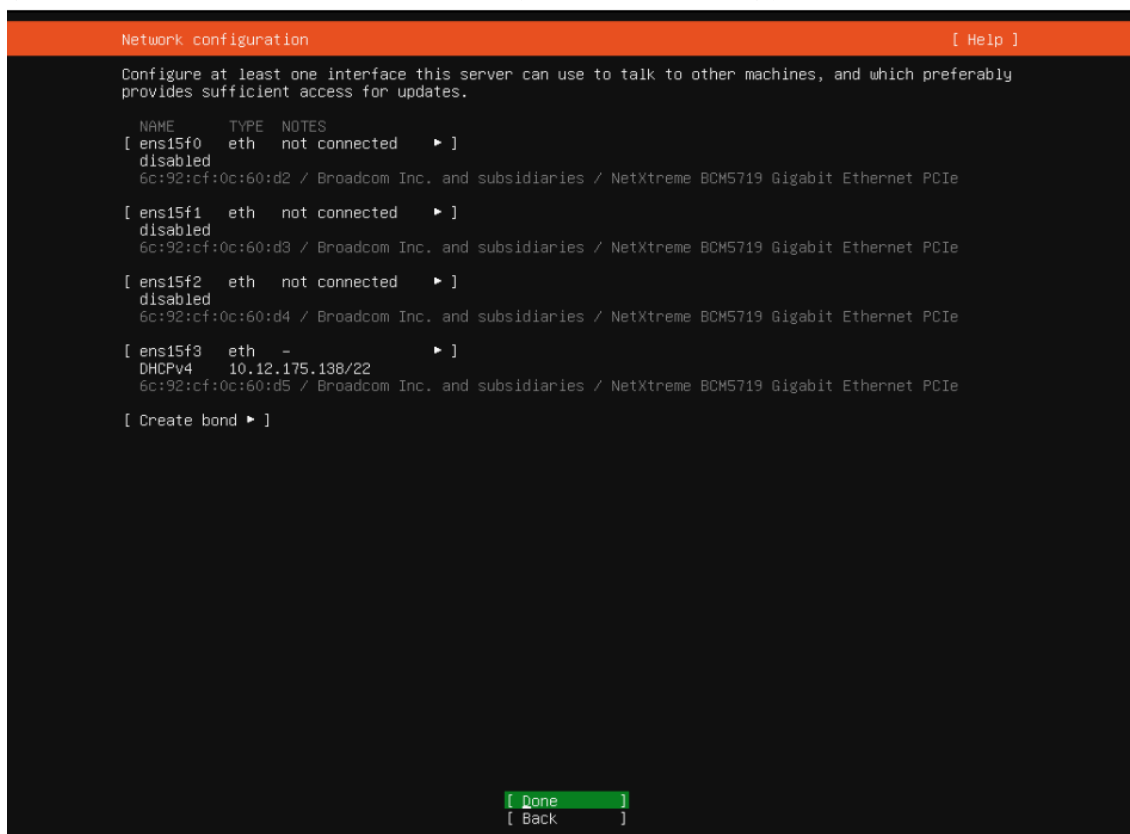 Network configuration [ Help ]
Configure at least one interface this server can use to talk to other machines, and which preferably
provides sufficient access for updates.
NAME TYPE NOTES
[ ens15f0 eth not connected ▸ ]
disabled
6c:92:cf:0c:60:d2 / Broadcom Inc. and subsidiaries / NetXtreme BCM5719 Gigabit Ethernet PCIe
[ ens15f1 eth not connected ▸ ]
disabled
6c:92:cf:0c:60:d3 / Broadcom Inc. and subsidiaries / NetXtreme BCM5719 Gigabit Ethernet PCIe
[ ens15f2 eth not connected ▸ ]
disabled
6c:92:cf:0c:60:d4 / Broadcom Inc. and subsidiaries / NetXtreme BCM5719 Gigabit Ethernet PCIe
[ ens15f3 eth - ▸ ]
DHCPv4 10.12.175.138/22
6c:92:cf:0c:60:d5 / Broadcom Inc. and subsidiaries / NetXtreme BCM5719 Gigabit Ethernet PCIe
[ Create bond ▸ ]
[ Done ]
[ Back ]